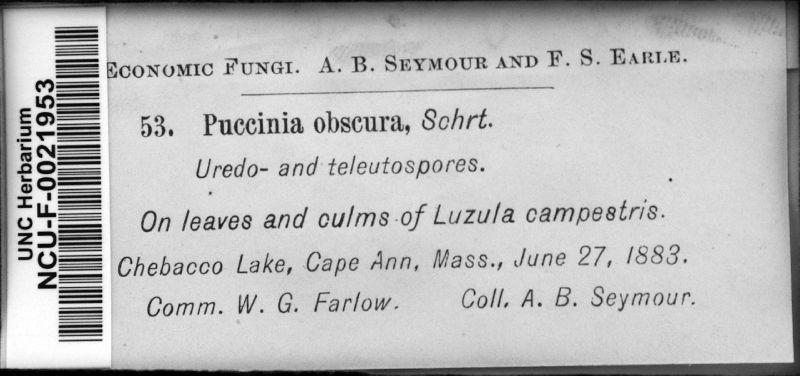 UNC Herbarium
NCU-F-0021953
ECONOMIC FUNGI. A. B. SEYMOUR AND F. S. EARLE.
53. Puccinia obscura, Schrt.
Uredo- and teleutospores.
On leaves and culms of Luzula campestris.
Chebacco Lake, Cape Ann, Mass., June 27, 1883.
Comm. W. G. Farlow. Coll. A. B. Seymour.